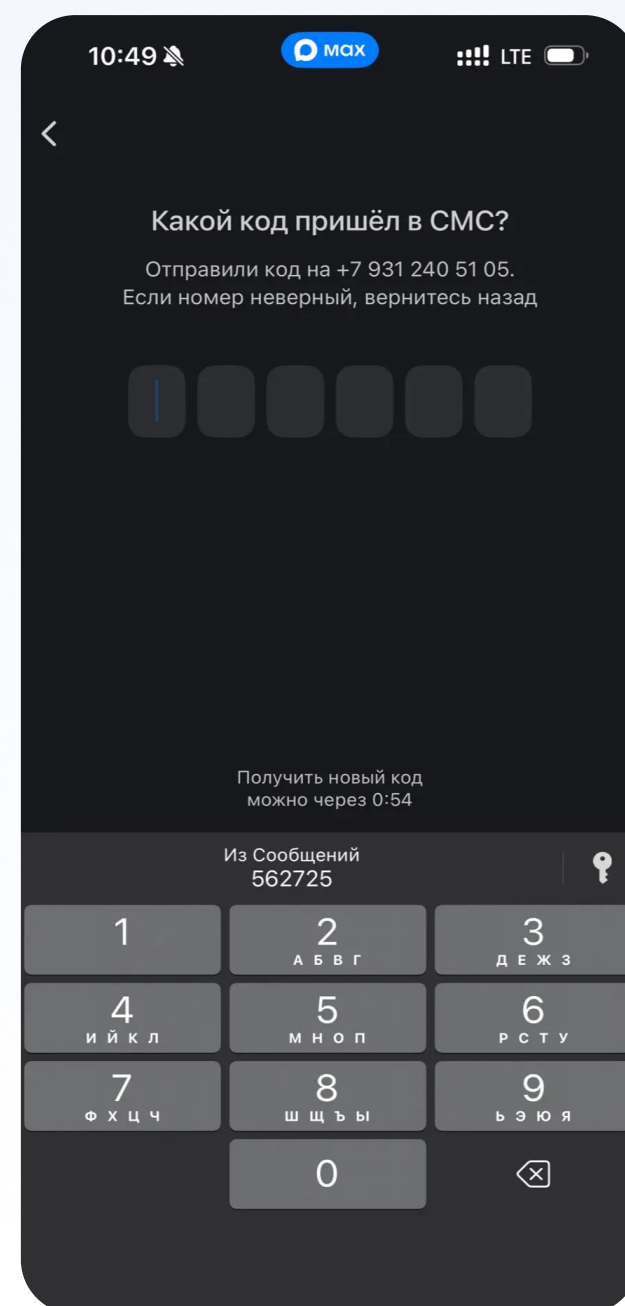 10:49
мах
LTE
Какой код пришёл в СМС?
Отправили код на +7 931 240 51 05.
Если номер неверный, вернитесь назад
Получить новый код
можно через 0:54
Из Сообщений
562725
1
2
3
А Б В Г
Д Е Ж З
4
5
6
И Й К Л
М Н О П
Р С Т У
7
8
9
Ф Х Ц Ч
Ш Щ Ъ Ы
Ь Э Ю Я
0